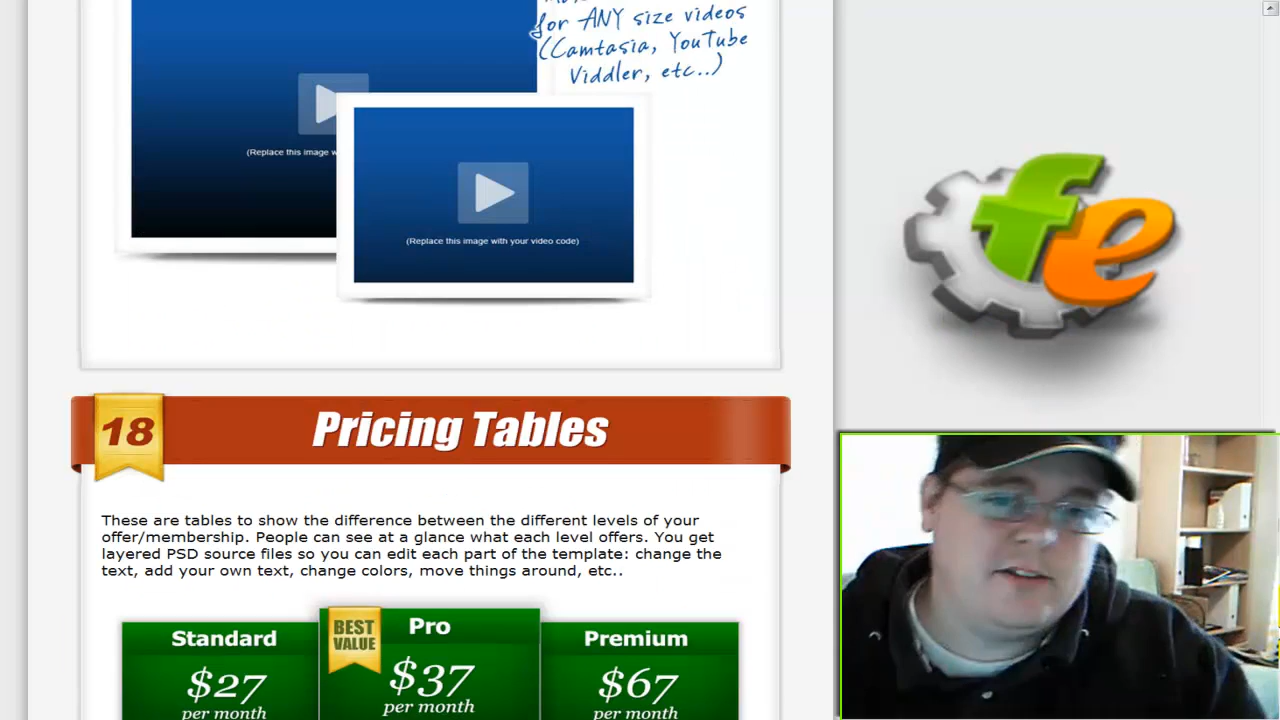 for ANY size videos
(Camtasia, YouTube
Viddler, etc..)
(Replace this image w
(Replace this image with your video code)
fe
18
Pricing Tables
These are tables to show the difference between the different levels of your
offer/membership. People can see at a glance what each level offers. You get
layered PSD source files so you can edit each part of the template: change the
text, add your own text, change colors, move things around, etc..
Standard
$27
per month
BEST
VALUE
Pro
$37
per month
Premium
$67
per month